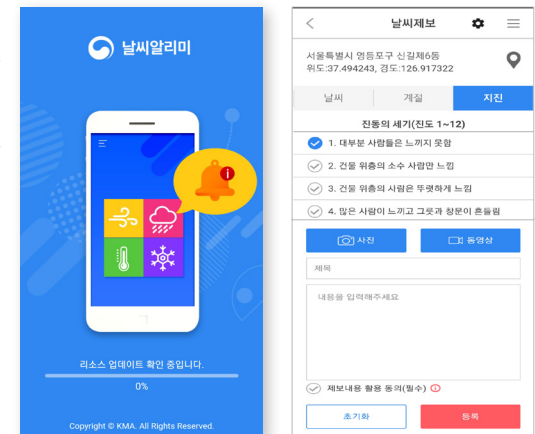 날씨알리미
리소스 업데이트 확인 중입니다.
0%
Copyright © KMA. All Rights Reserved.
날씨제보
서울특별시 영등포구 신길제6동
위도:37.494243, 경도:126.917322
날씨 계절 지진
진동의 세기(진도 1~12)
1. 대부분 사람들은 느끼지 못함
2. 건물 위층의 소수 사람만 느낌
3. 건물 위층의 사람은 뚜렷하게 느낌
4. 많은 사람이 느끼고 그릇과 창문이 흔들림
사진 동영상
제목
내용을 입력해주세요
제보내용 활용 동의(필수)
초기화 등록